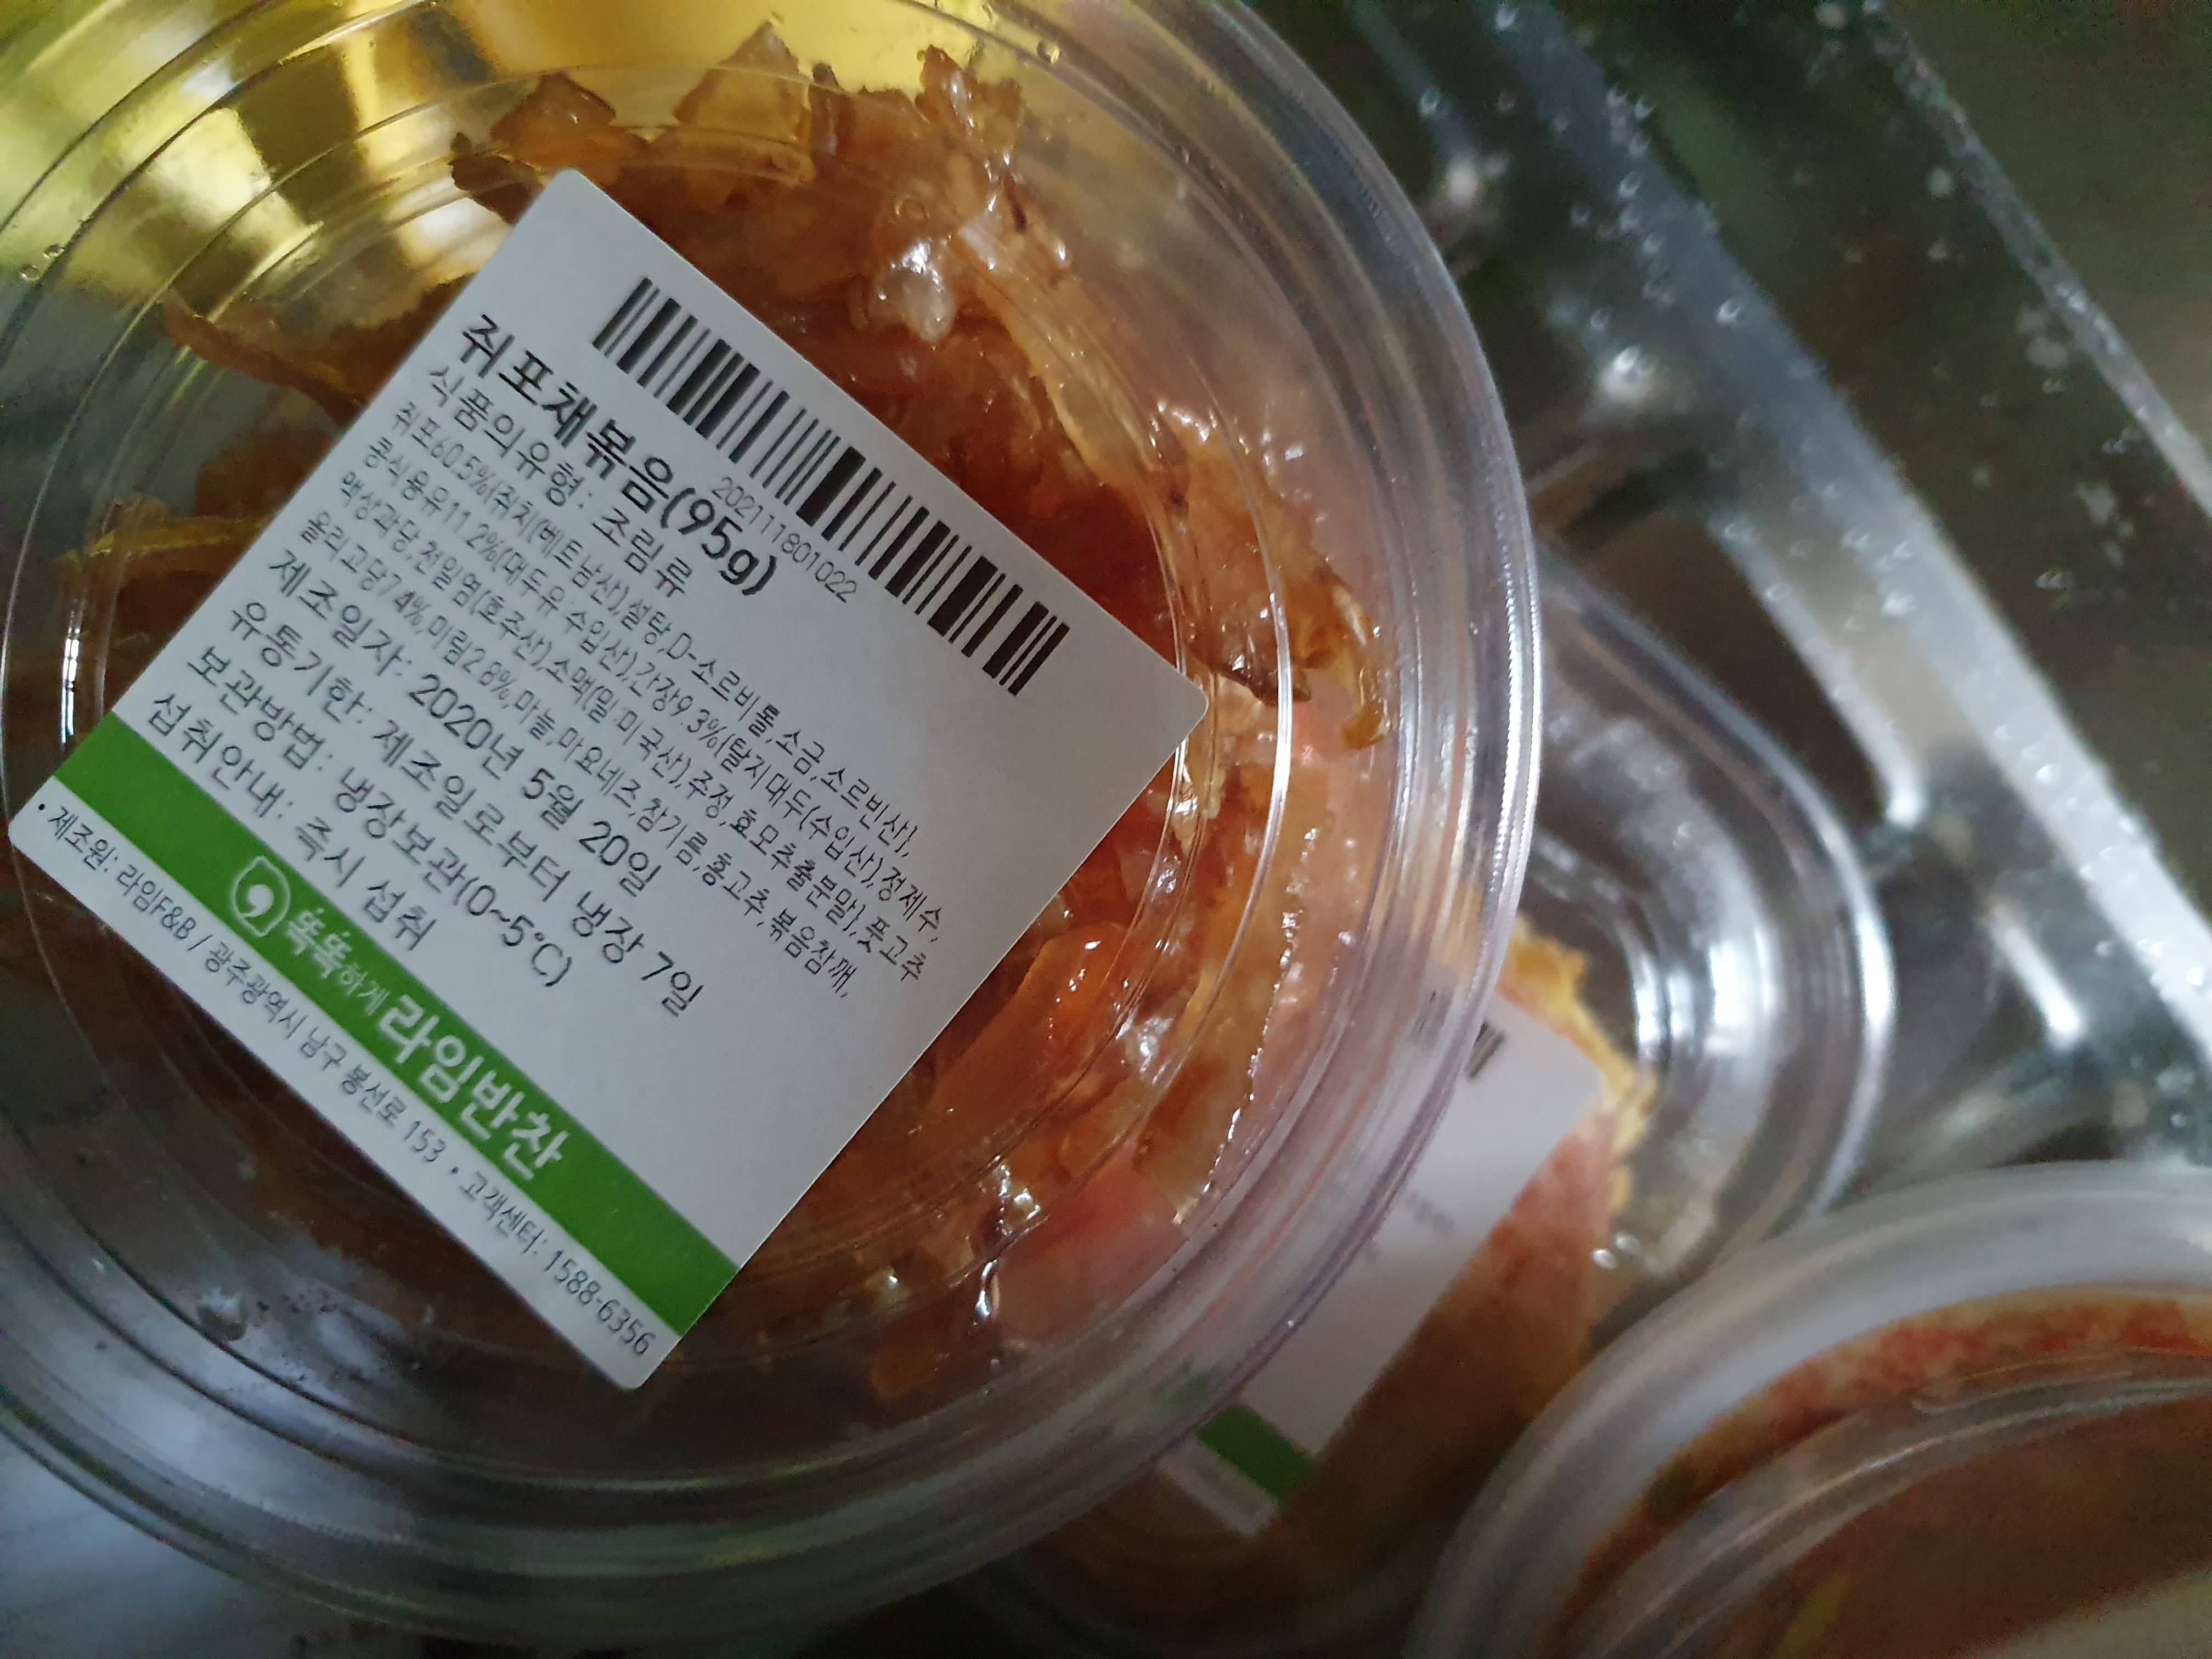 2021111801022
쥐포채볶음(95g)
식품의유형: 조림류
쥐포60.5%{쥐치(베트남산),설탕,D-소르비톨,소금,소르빈산},
콩식용유11.2%(대두유:수입산),간장9.3%{탈지대두(수입산),정제수,
액상과당,천일염(호주산),소맥(밀:미국산),주정,효모추출분말},풋고추
올리고당7.4%,미림2.8%,마늘,마요네즈,참기름,홍고추,볶음참깨,
제조일자: 2020년 5월 20일
유통기한: 제조일로부터 냉장 7일
보관방법: 냉장보관(0~5℃)
섭취안내: 즉시 섭취
똑똑하게 라임반찬
• 제조원: 라임F&B / 광주광역시 남구 봉선로 153 • 고객센터: 1588-6356